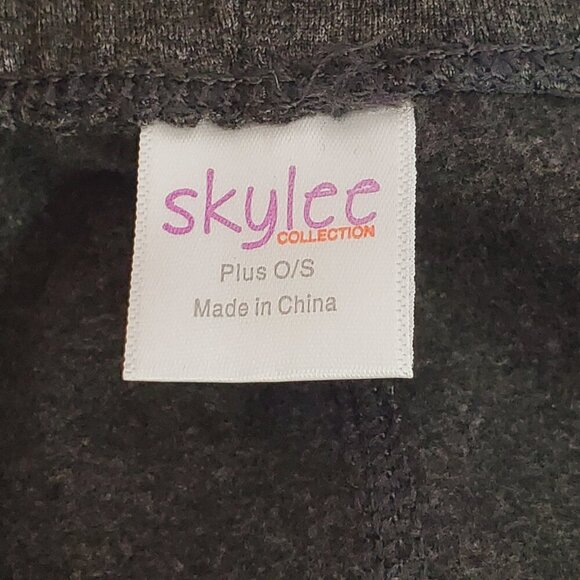 skylee
COLLECTION
Plus O/S
Made in China